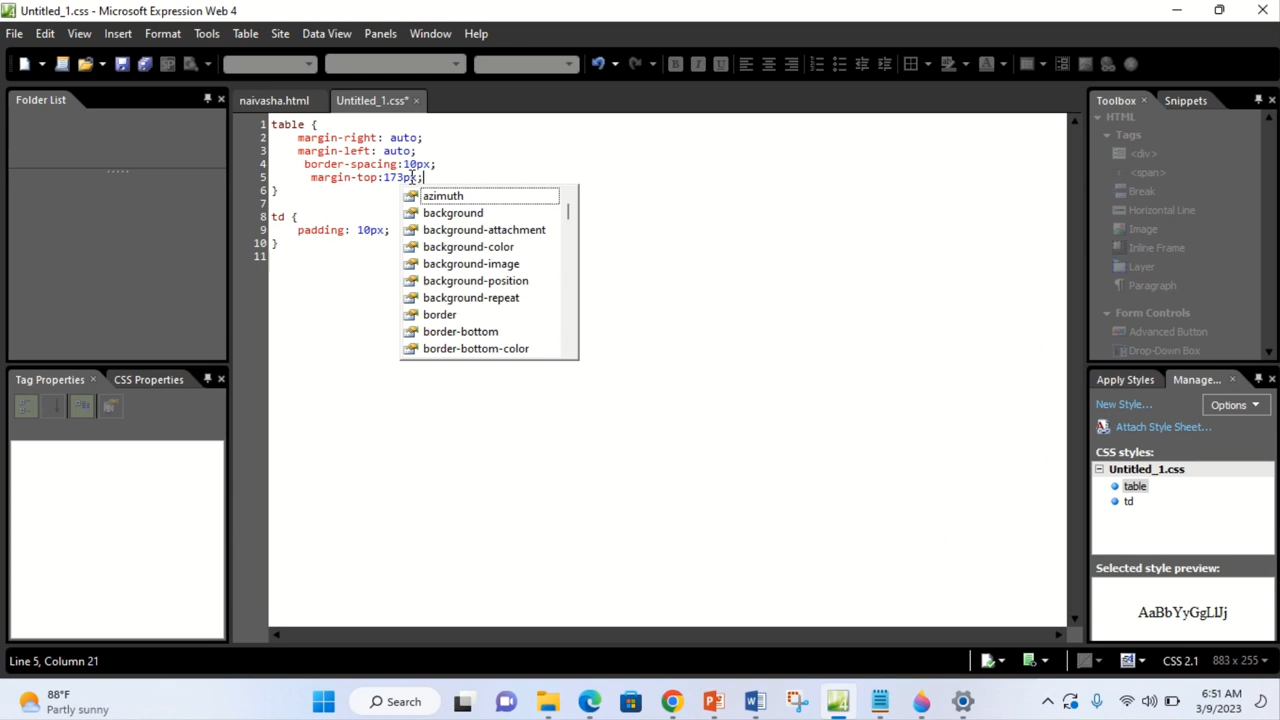 Untitled_1.css - Microsoft Expression Web 4
File Edit View Insert Format Tools Table Site Data View Panels Window Help
Folder List
naivasha.html
Untitled_1.css*
Toolbox
Snippets
1 table {
2 margin-right: auto;
3 margin-left: auto;
4 border-spacing:10px;
5 margin-top:173px;
6 }
7
8 td {
9 padding: 10px;
10 }
11
azimuth
background
background-attachment
background-color
background-image
background-position
background-repeat
border
border-bottom
border-bottom-color
HTML
Tags
<div>
<span>
Break
Horizontal Line
Image
Inline Frame
Layer
Paragraph
Form Controls
Advanced Button
Drop-Down Box
Tag Properties
CSS Properties
Apply Styles
Manage...
New Style...
Options
Attach Style Sheet...
CSS styles:
Untitled_1.css
table
td
Selected style preview:
AaBbYyGgLlJj
Line 5, Column 21
CSS 2.1
883 x 255
88°F
Partly sunny
Search
6:51 AM
3/9/2023